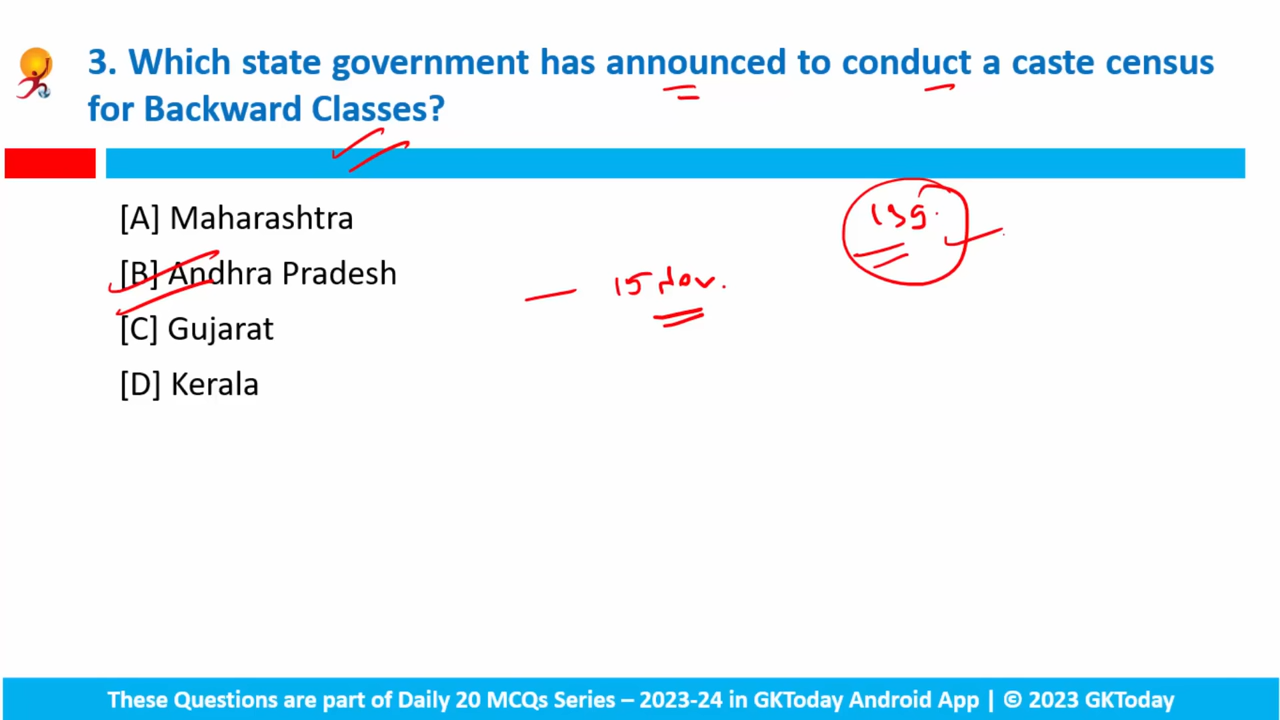 3. Which state government has announced to conduct a caste census
for Backward Classes?
[A] Maharashtra
139.
[B] Andhra Pradesh
15 Nov.
[C] Gujarat
[D] Kerala
These Questions are part of Daily 20 MCQs Series – 2023-24 in GKToday Android App | © 2023 GKToday